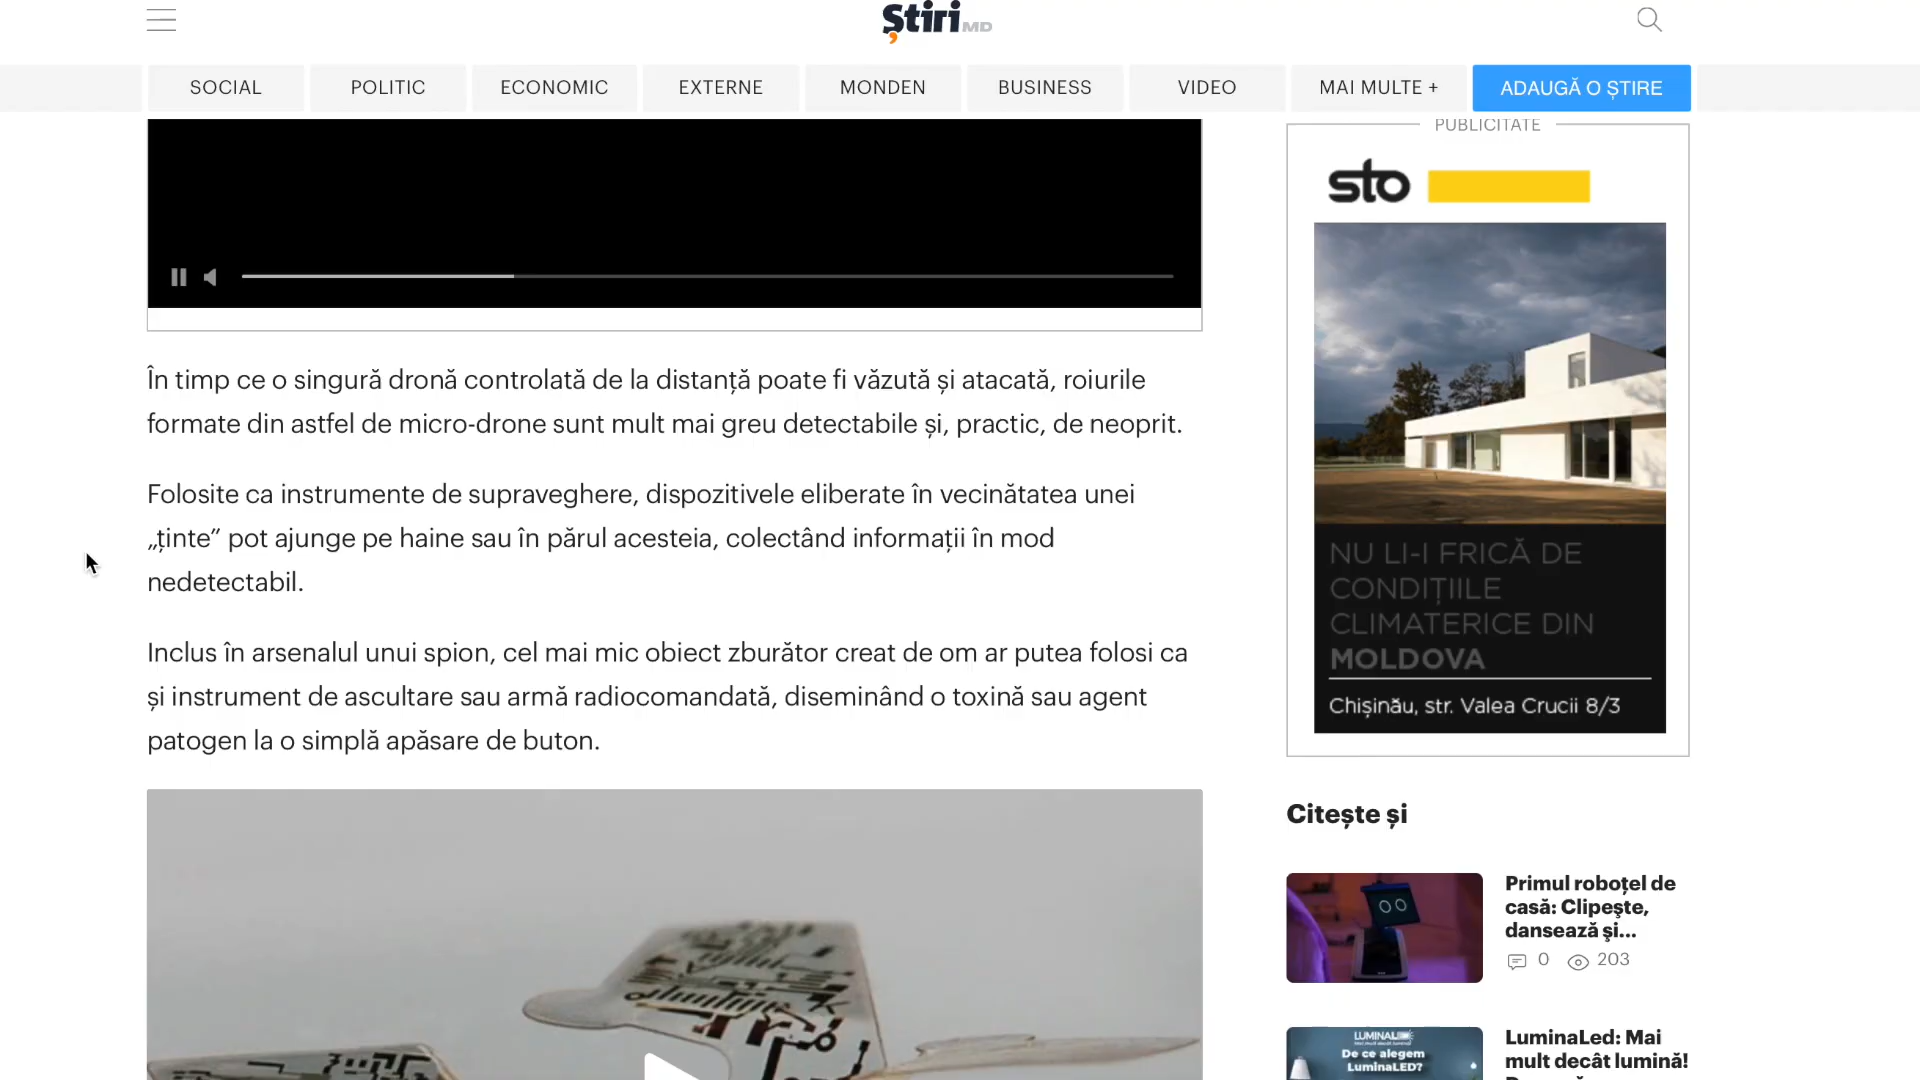 Știri MD
SOCIAL
POLITIC
ECONOMIC
EXTERNE
MONDEN
BUSINESS
VIDEO
MAI MULTE +
ADAUGĂ O ȘTIRE
În timp ce o singură dronă controlată de la distanță poate fi văzută și atacată, roiurile
formate din astfel de micro-drone sunt mult mai greu detectabile și, practic, de neoprit.
Folosite ca instrumente de supraveghere, dispozitivele eliberate în vecinătatea unei
„ținte” pot ajunge pe haine sau în părul acesteia, colectând informații în mod
nedetectabil.
Inclus în arsenalul unui spion, cel mai mic obiect zburător creat de om ar putea folosi ca
și instrument de ascultare sau armă radiocomandată, diseminând o toxină sau agent
patogen la o simplă apăsare de buton.
PUBLICITATE
sto
NU LI-I FRICĂ DE
CONDIȚIILE
CLIMATERICE DIN
MOLDOVA
Chișinău, str. Valea Crucii 8/3
Citește și
Primul roboțel de
casă: Clipeşte,
dansează şi...
0 203
LUMINALED
De ce alegem
LuminaLED?
LuminaLed: Mai
mult decât lumină!